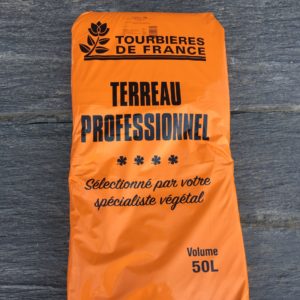 TOURBIERES
DE FRANCE
TERREAU
PROFESSIONNEL
****
Sélectionné par votre
spécialiste végétal
Volume
50L